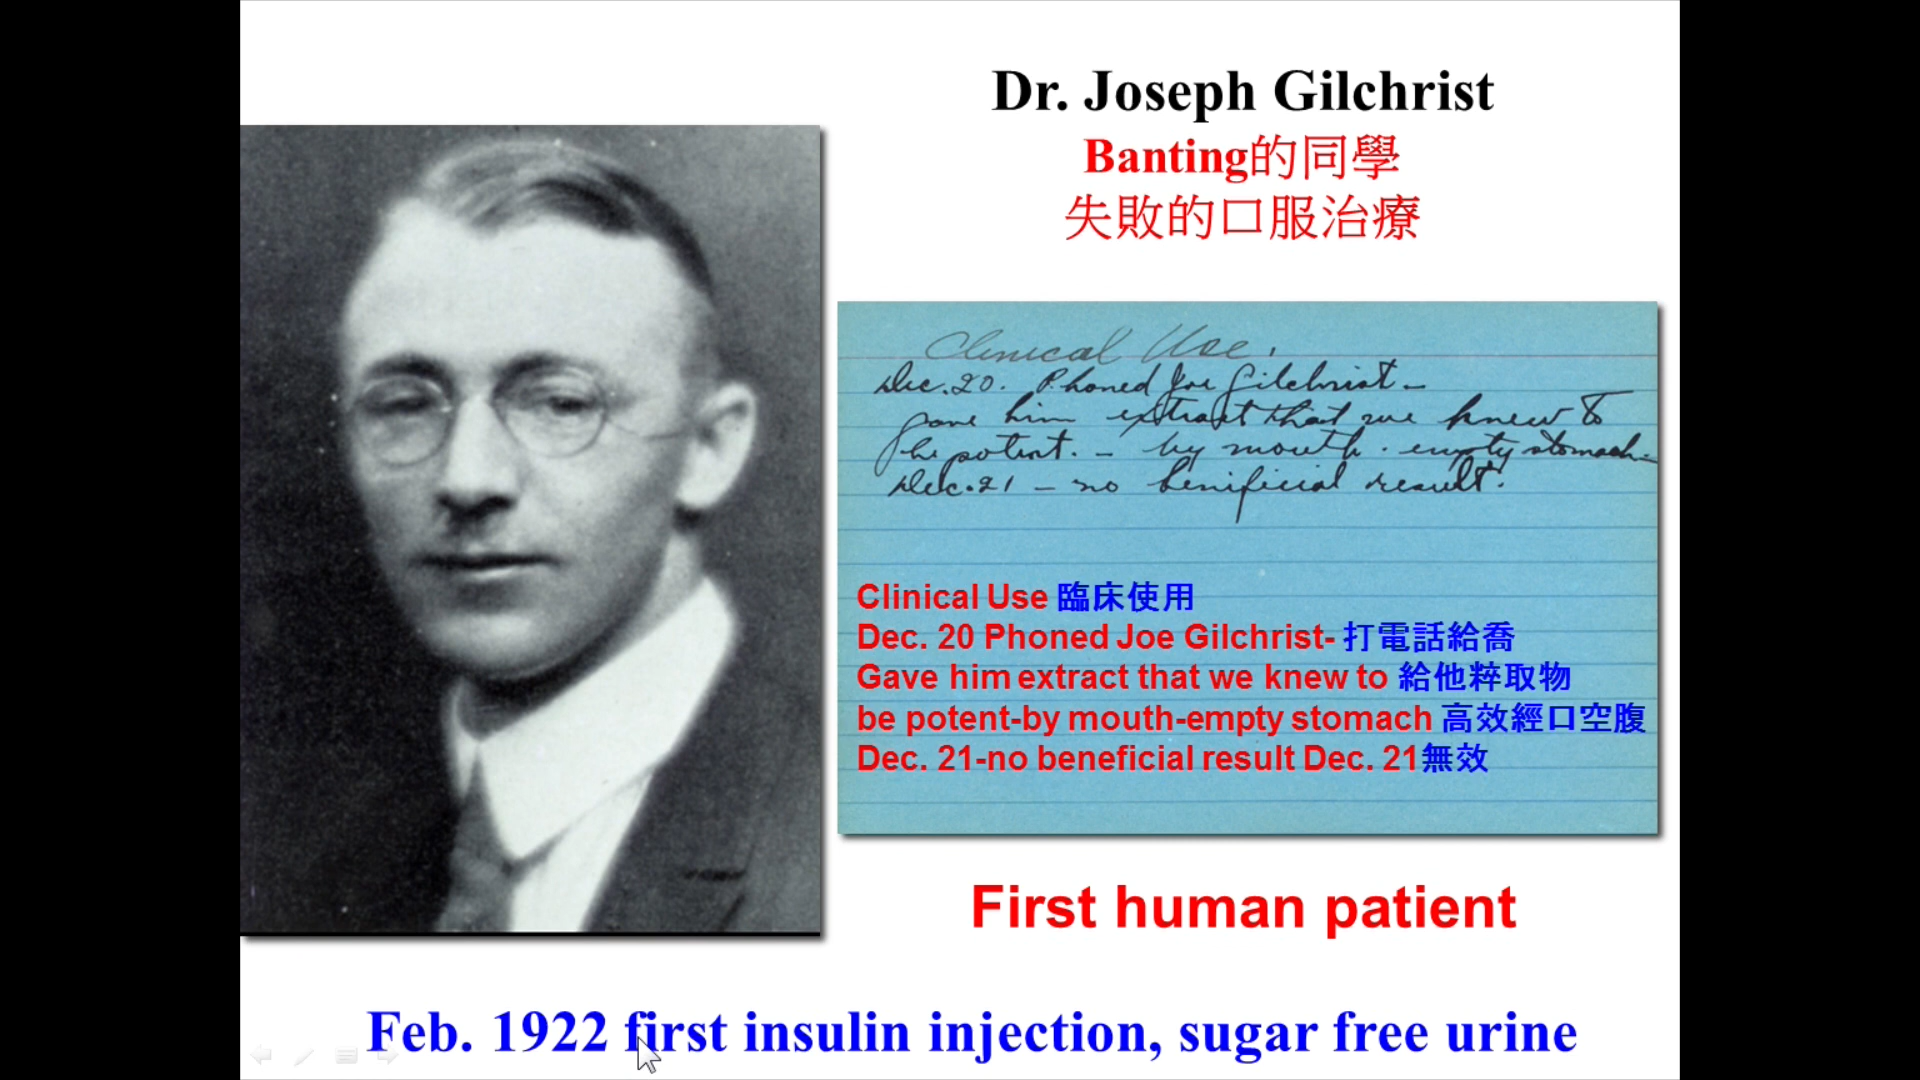 Dr. Joseph Gilchrist
Banting的同學
失敗的口服治療
Clinical Use.
Dec. 20. Phoned Joe Gilchrist –
gave him extract that we knew to
be potent. – by mouth . empty stomach –
Dec. 21 – no benificial result.
Clinical Use 臨床使用
Dec. 20 Phoned Joe Gilchrist- 打電話給喬
Gave him extract that we knew to 給他粹取物
be potent-by mouth-empty stomach 高效經口空腹
Dec. 21-no beneficial result Dec. 21無效
First human patient
Feb. 1922 first insulin injection, sugar free urine